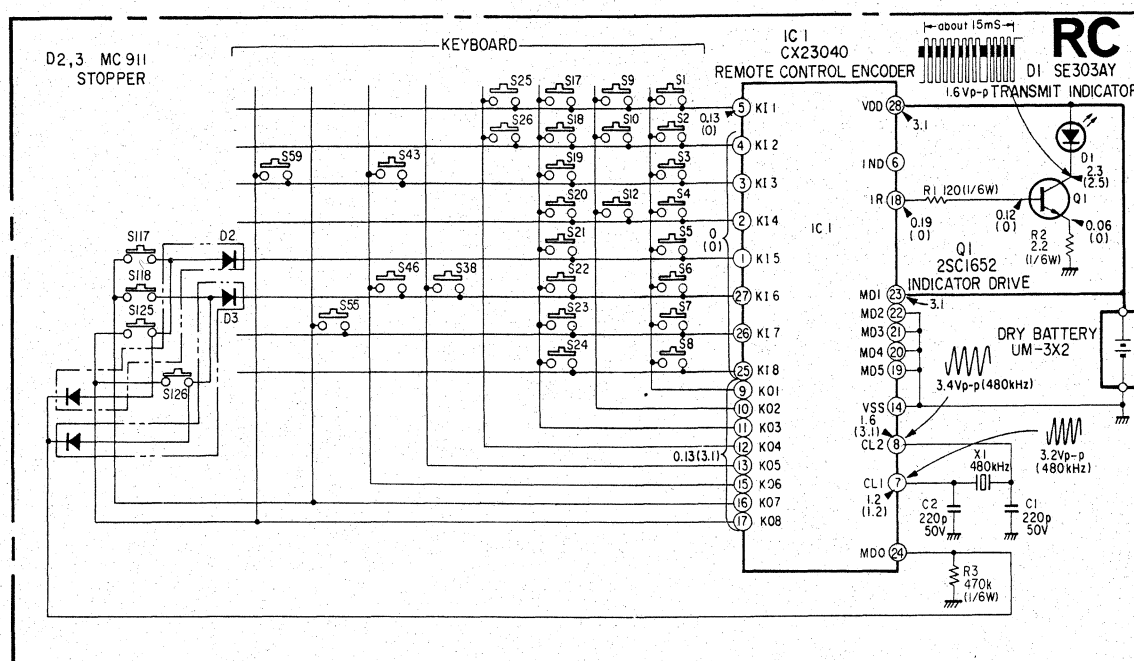 RC
D2,3 MC 911
STOPPER
KEYBOARD
IC 1
CX23040
REMOTE CONTROL ENCODER
about 15mS
1.6Vp-p
D1 SE303AY
TRANSMIT INDICATOR
S25
S17
S9
S1
S26
S18
S10
S2
S59
S43
S19
S3
S20
S12
S4
S21
S5
S46
S38
S22
S6
S55
S23
S7
S24
S8
S117
D2
S118
D3
S125
S126
0.13
(0)
0
(0)
0.13(3.1)
5 KI1
4 KI2
3 KI3
2 KI4
1 KI5
27 KI6
26 KI7
25 KI8
9 KO1
10 KO2
11 KO3
12 KO4
13 KO5
15 KO6
16 KO7
17 KO8
IC1
VDD 28
3.1
IND 6
IR 18
0.19
(0)
R1 120(1/6W)
0.12
(0)
D1
2.3
(2.5)
Q1
0.06
(0)
R2
2.2
(1/6W)
Q1
2SC1652
INDICATOR DRIVE
MD1 23
3.1
MD2 22
MD3 21
MD4 20
MD5 19
VSS 14
1.6
(3.1)
CL2 8
CL1 7
1.2
(1.2)
MD0 24
DRY BATTERY
UM-3X2
3.4Vp-p(480kHz)
3.2Vp-p
(480kHz)
X1
480kHz
C2
220p
50V
C1
220p
50V
R3
470k
(1/6W)